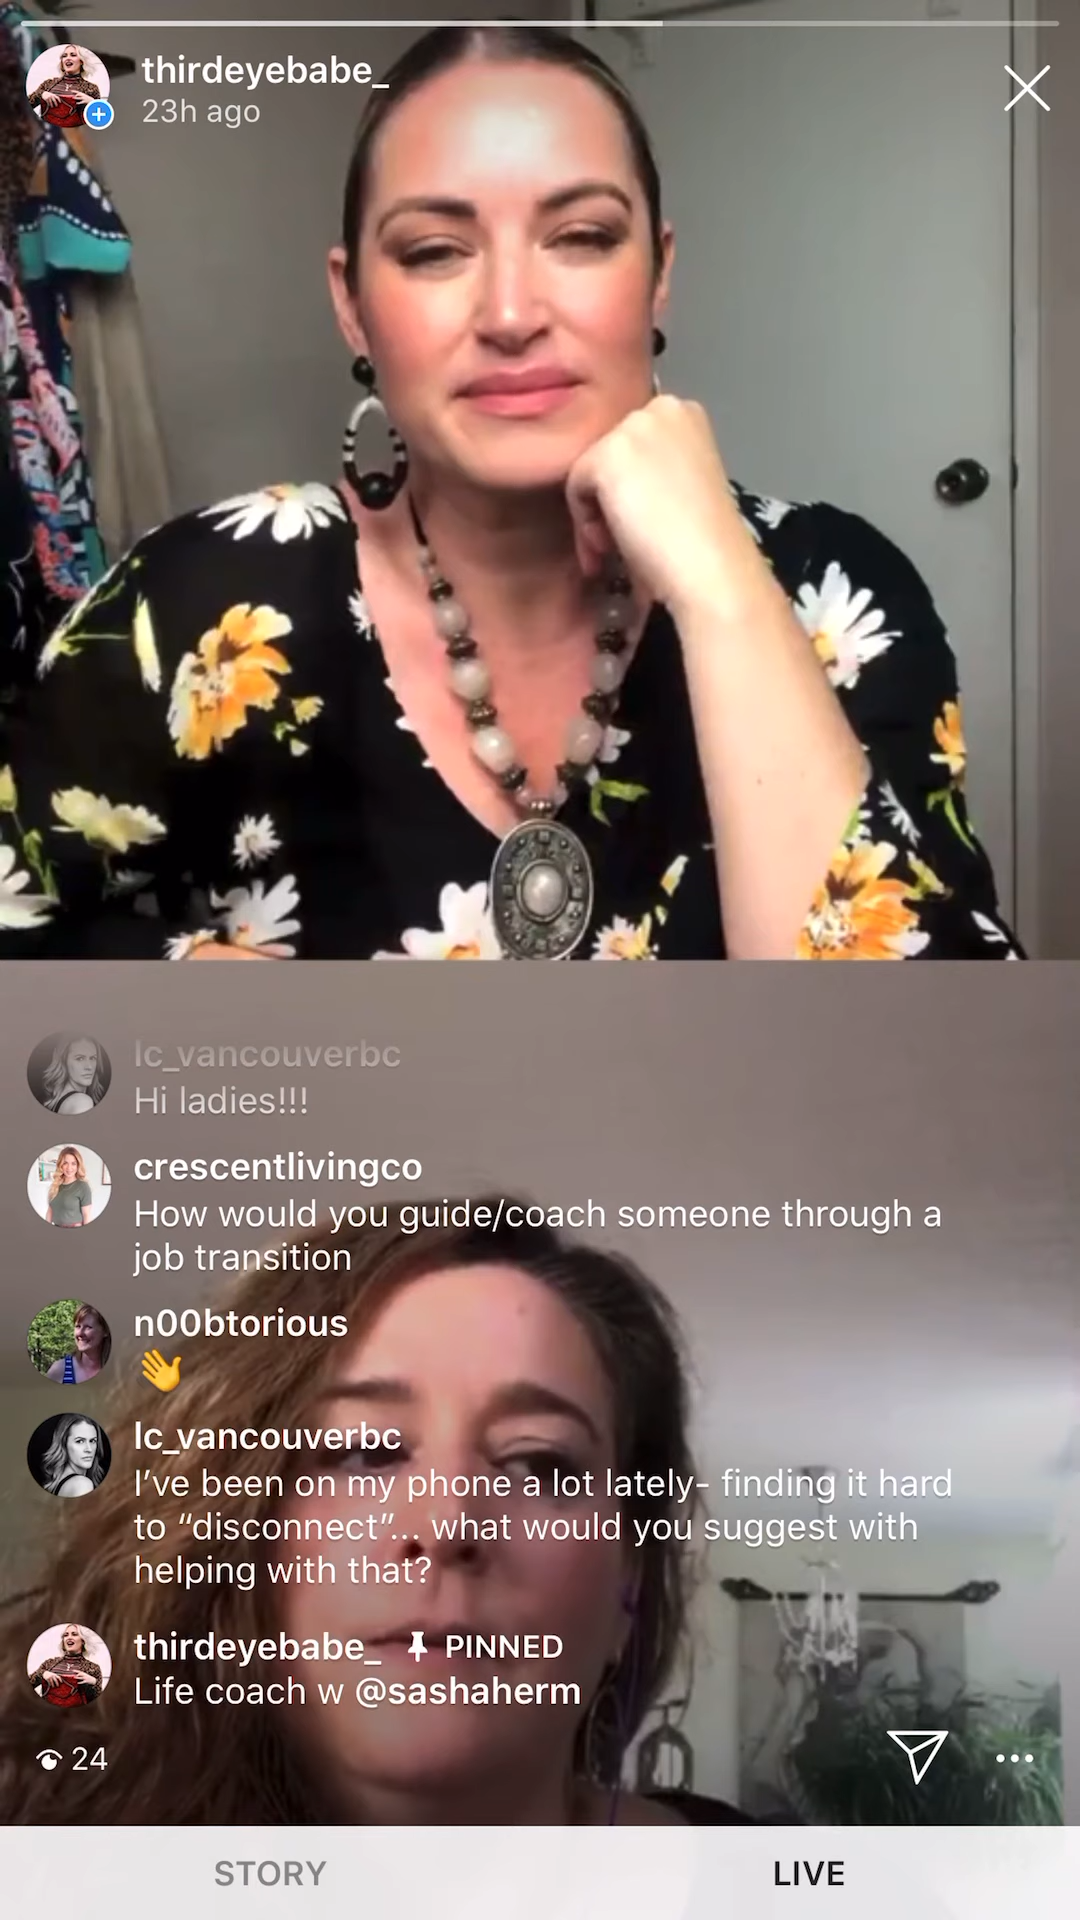 thirdeyebabe_
23h ago
lc_vancouverbc
Hi ladies!!!
crescentlivingco
How would you guide/coach someone through a
job transition
n00btorious
👋
lc_vancouverbc
I’ve been on my phone a lot lately- finding it hard
to “disconnect”... what would you suggest with
helping with that?
thirdeyebabe_ PINNED
Life coach w @sashaherm
24
STORY LIVE